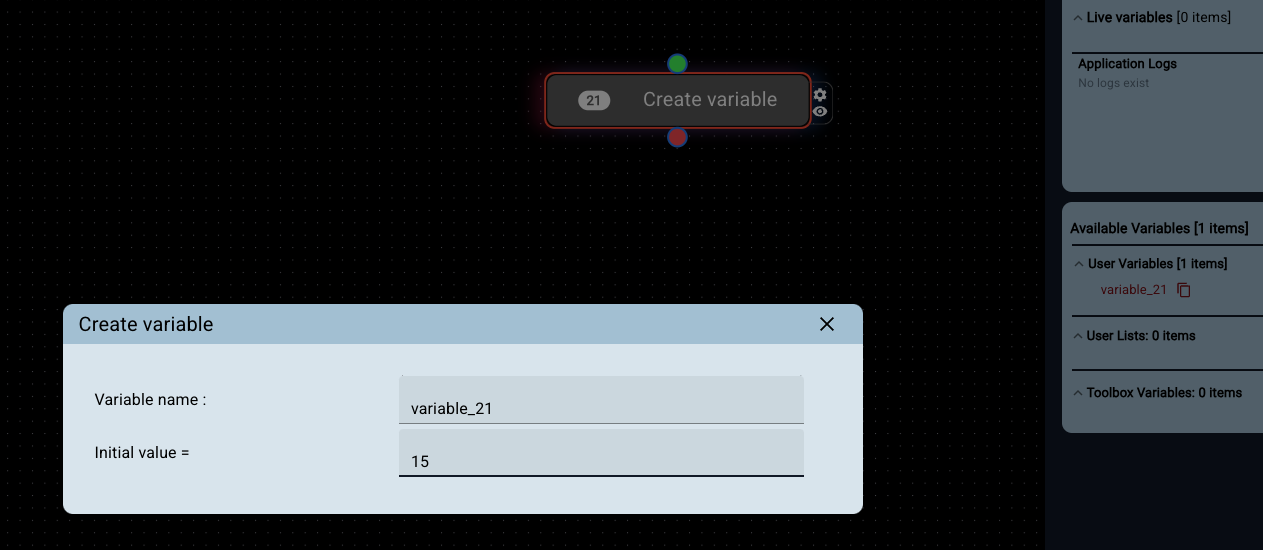 Live variables [0 items]
Application Logs
No logs exist
21 Create variable
Available Variables [1 items]
User Variables [1 items]
variable_21
User Lists: 0 items
Toolbox Variables: 0 items
Create variable
Variable name :
variable_21
Initial value =
15